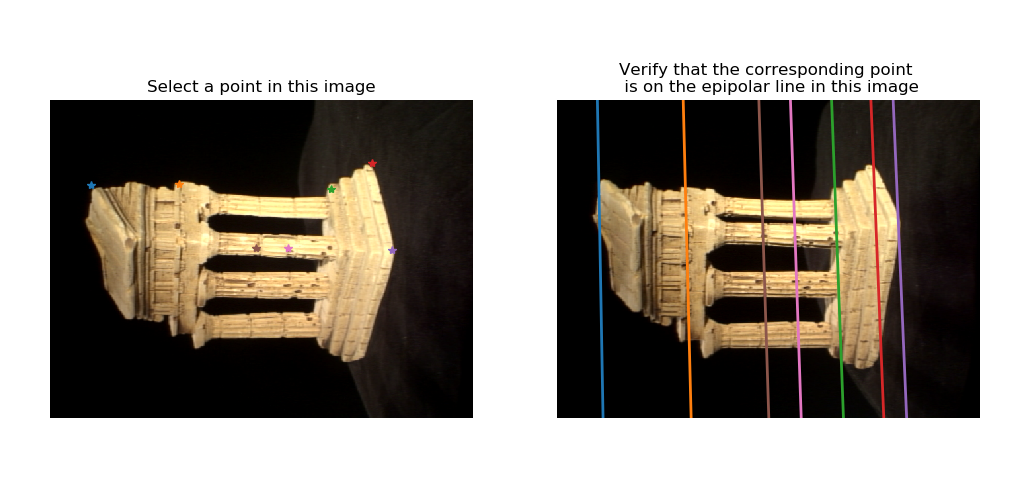 Select a point in this image
Verify that the corresponding point
is on the epipolar line in this image